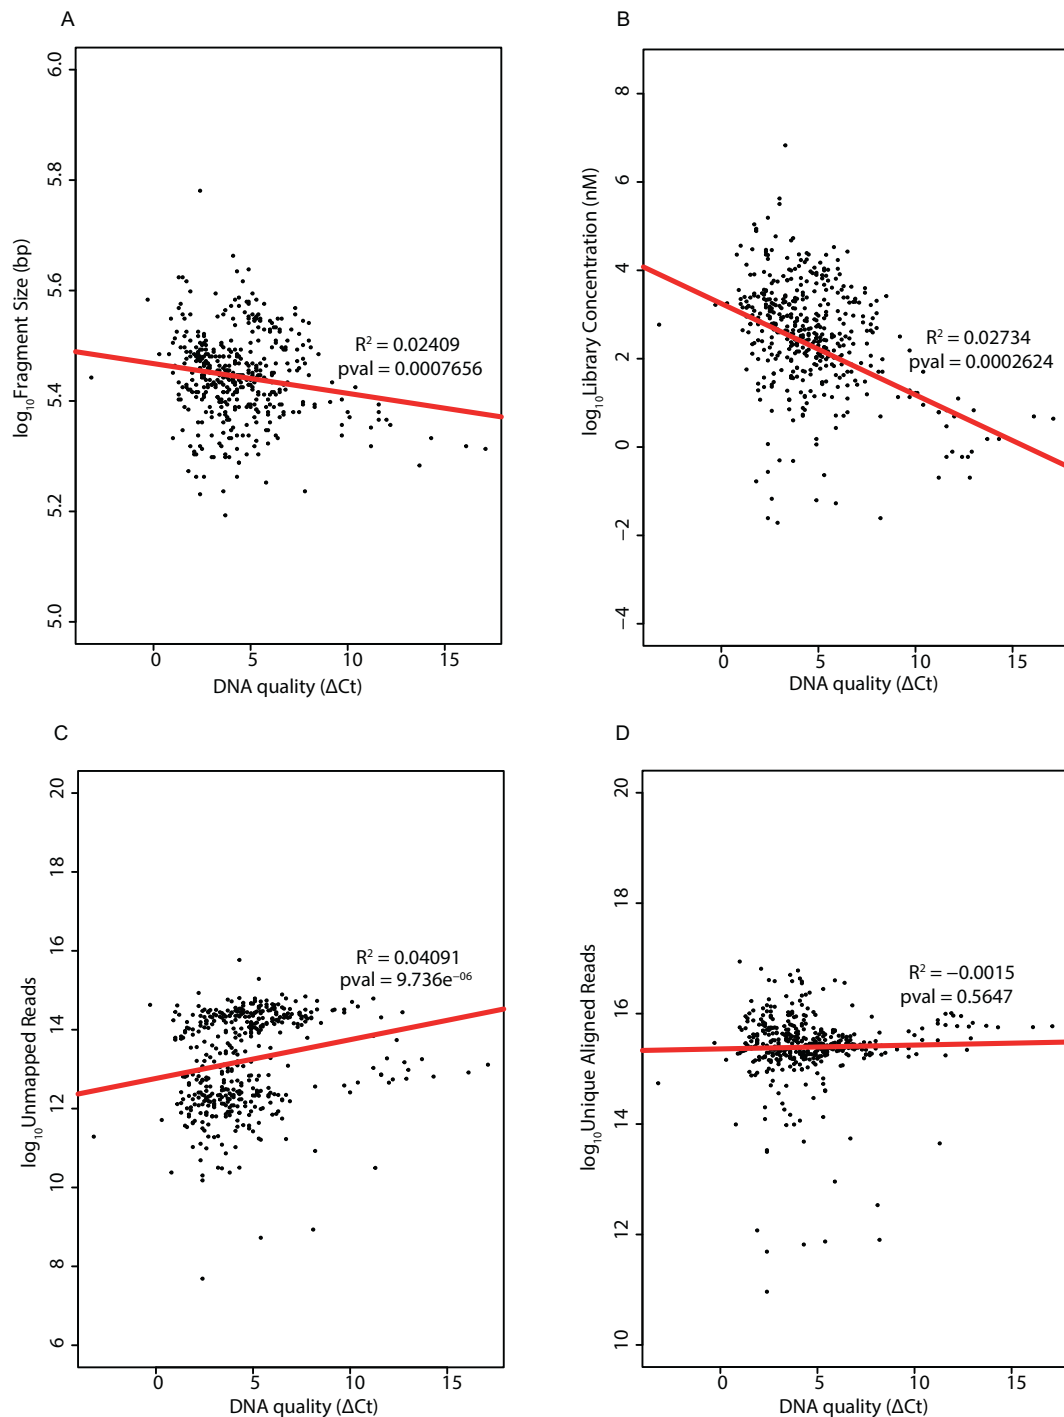 A
6.0
5.8
5.6
5.4
5.2
5.0
log10Fragment Size (bp)
R² = 0.02409
pval = 0.0007656
0 5 10 15
DNA quality (ΔCt)
B
8
6
4
2
0
−2
−4
log10Library Concentration (nM)
R² = 0.02734
pval = 0.0002624
0 5 10 15
DNA quality (ΔCt)
C
20
18
16
14
12
10
8
6
log10Unmapped Reads
R² = 0.04091
pval = 9.736e⁻⁰⁶
0 5 10 15
DNA quality (ΔCt)
D
20
18
16
14
12
10
log10Unique Aligned Reads
R² = −0.0015
pval = 0.5647
0 5 10 15
DNA quality (ΔCt)